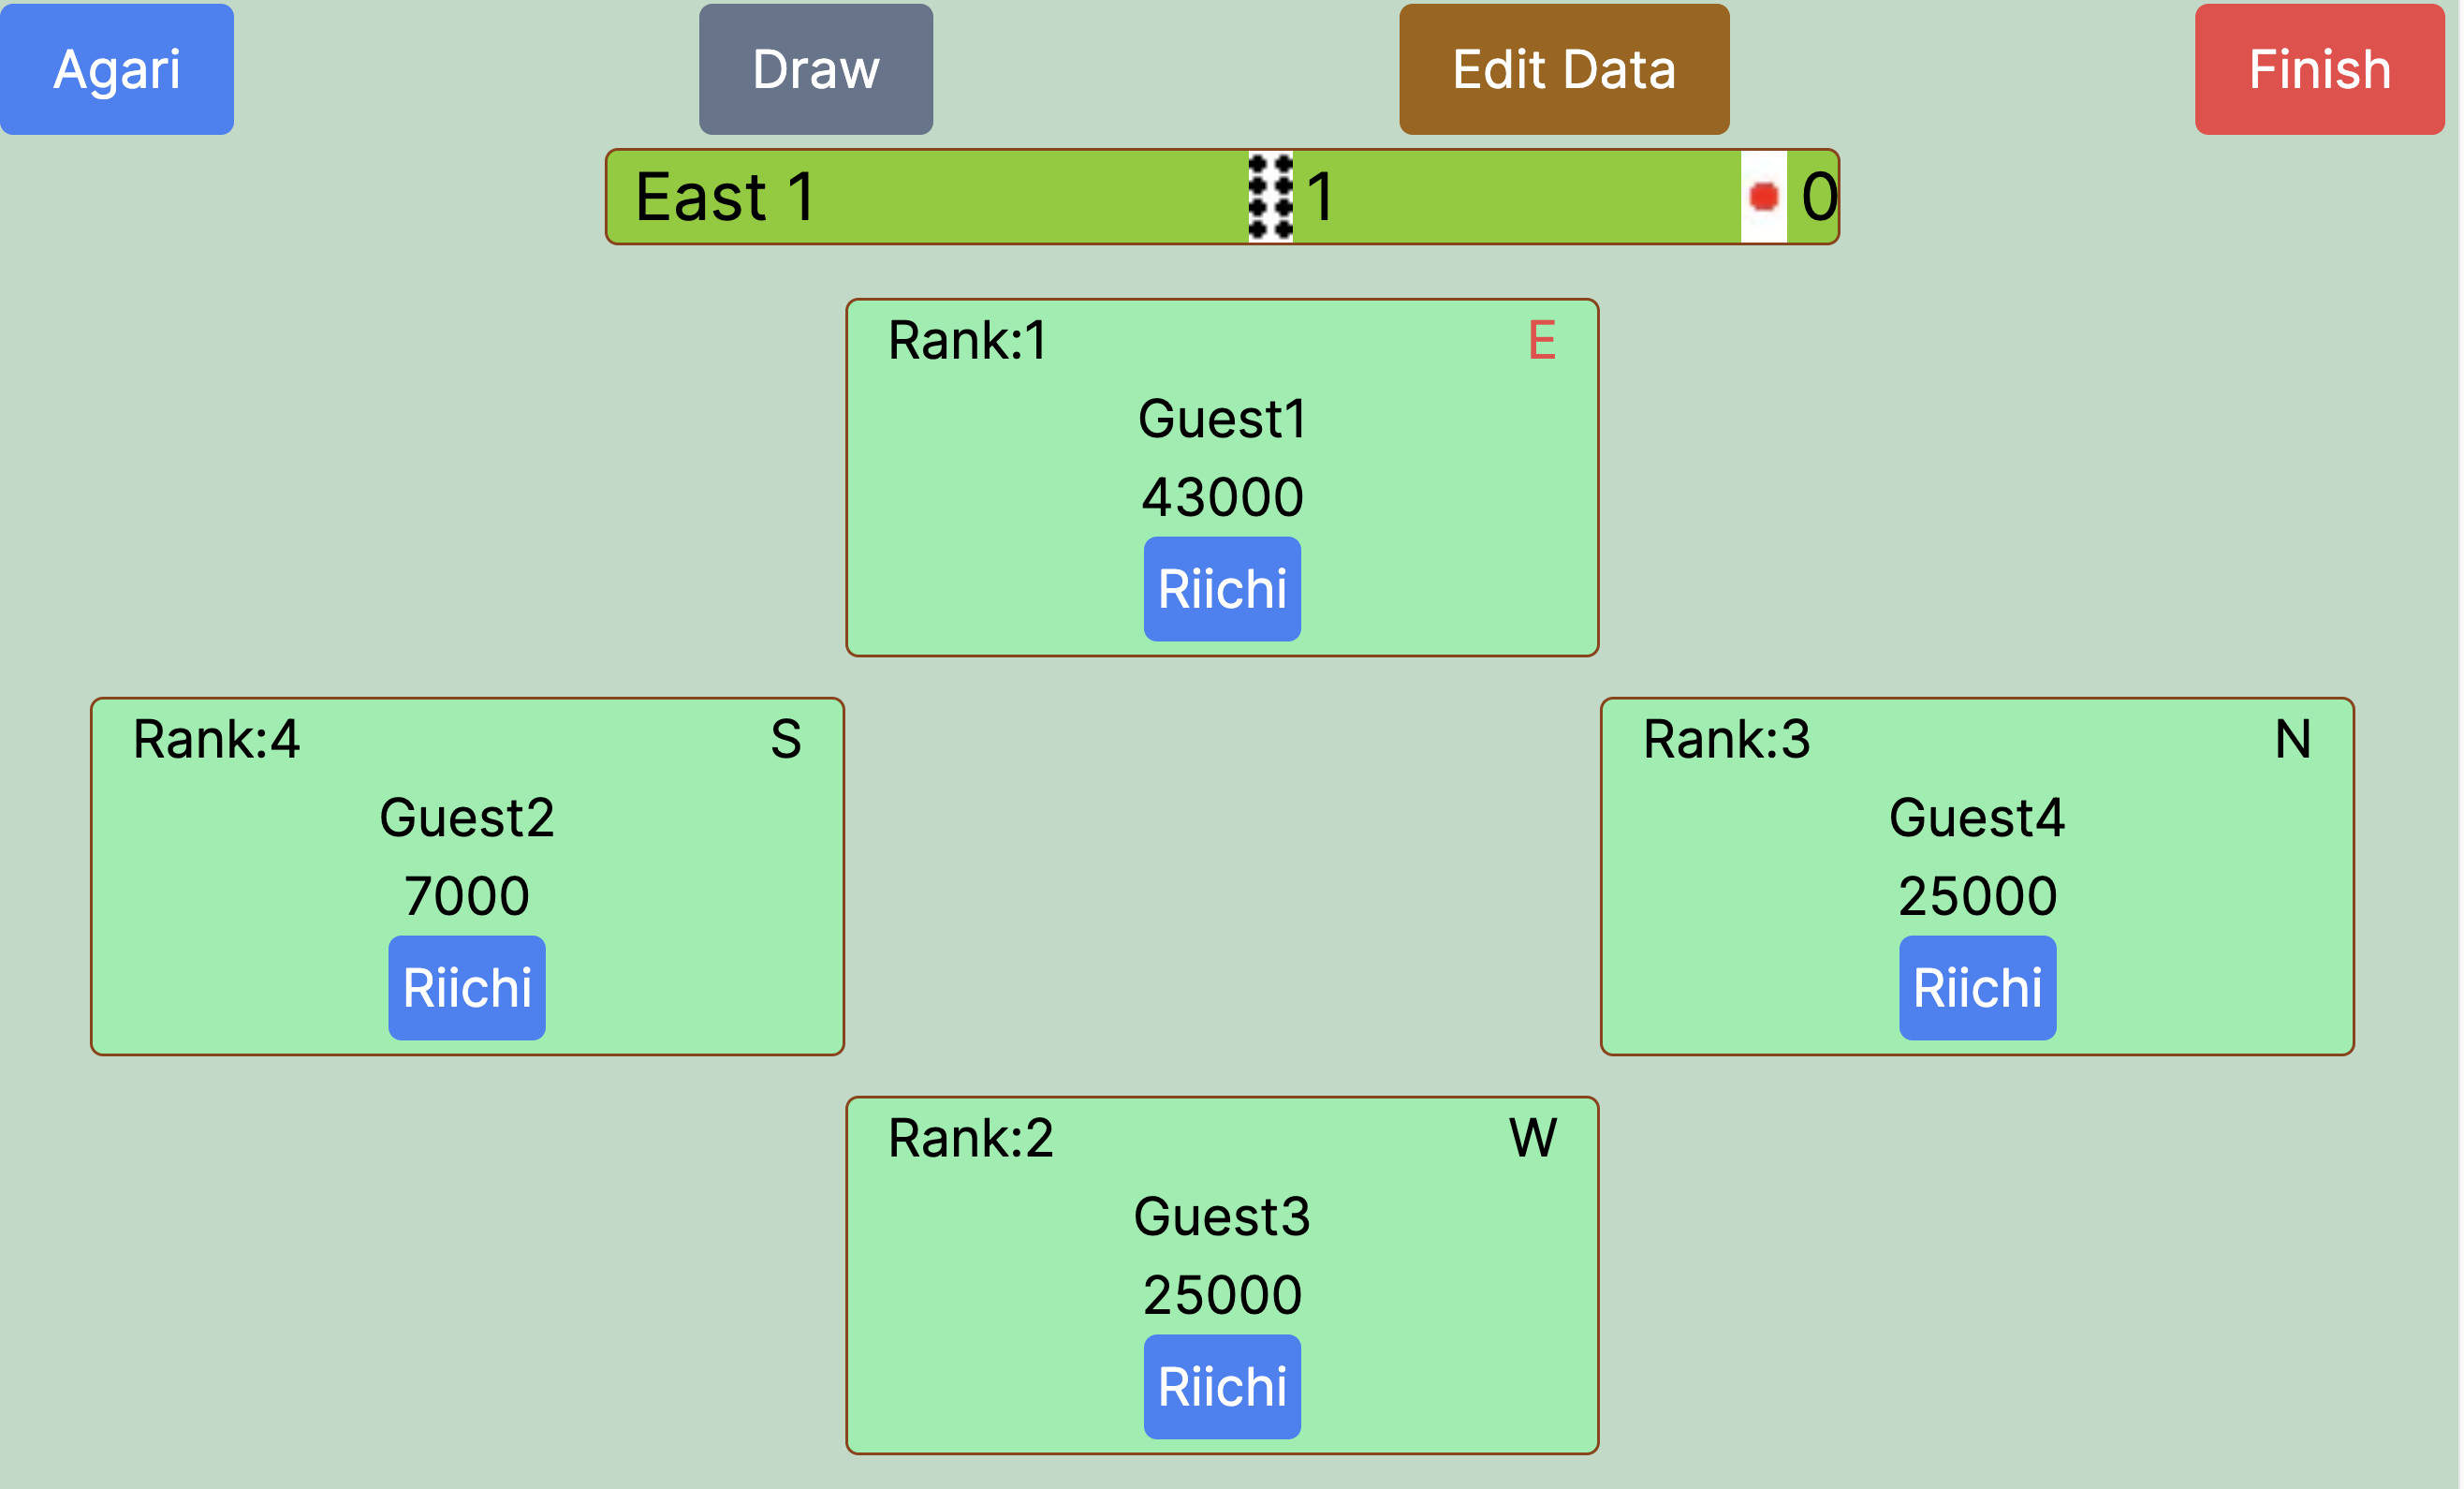 Agari Draw Edit Data Finish
East 1 1 0
Rank:1 E
Guest1
43000
Riichi
Rank:4 S
Guest2
7000
Riichi
Rank:3 N
Guest4
25000
Riichi
Rank:2 W
Guest3
25000
Riichi